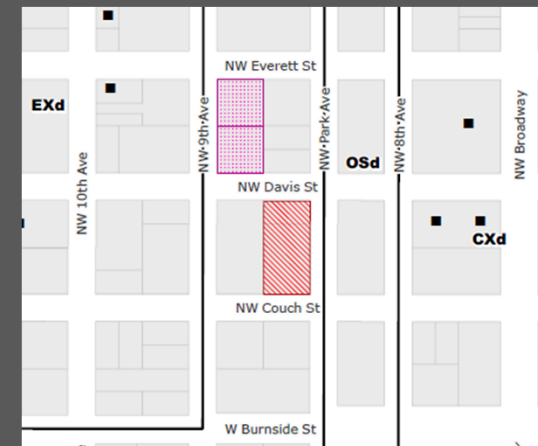 NW Everett St
EXd
NW 9th Ave
NW Park Ave
NW 8th Ave
NW Broadway
OSd
NW 10th Ave
NW Davis St
CXd
NW Couch St
W Burnside St